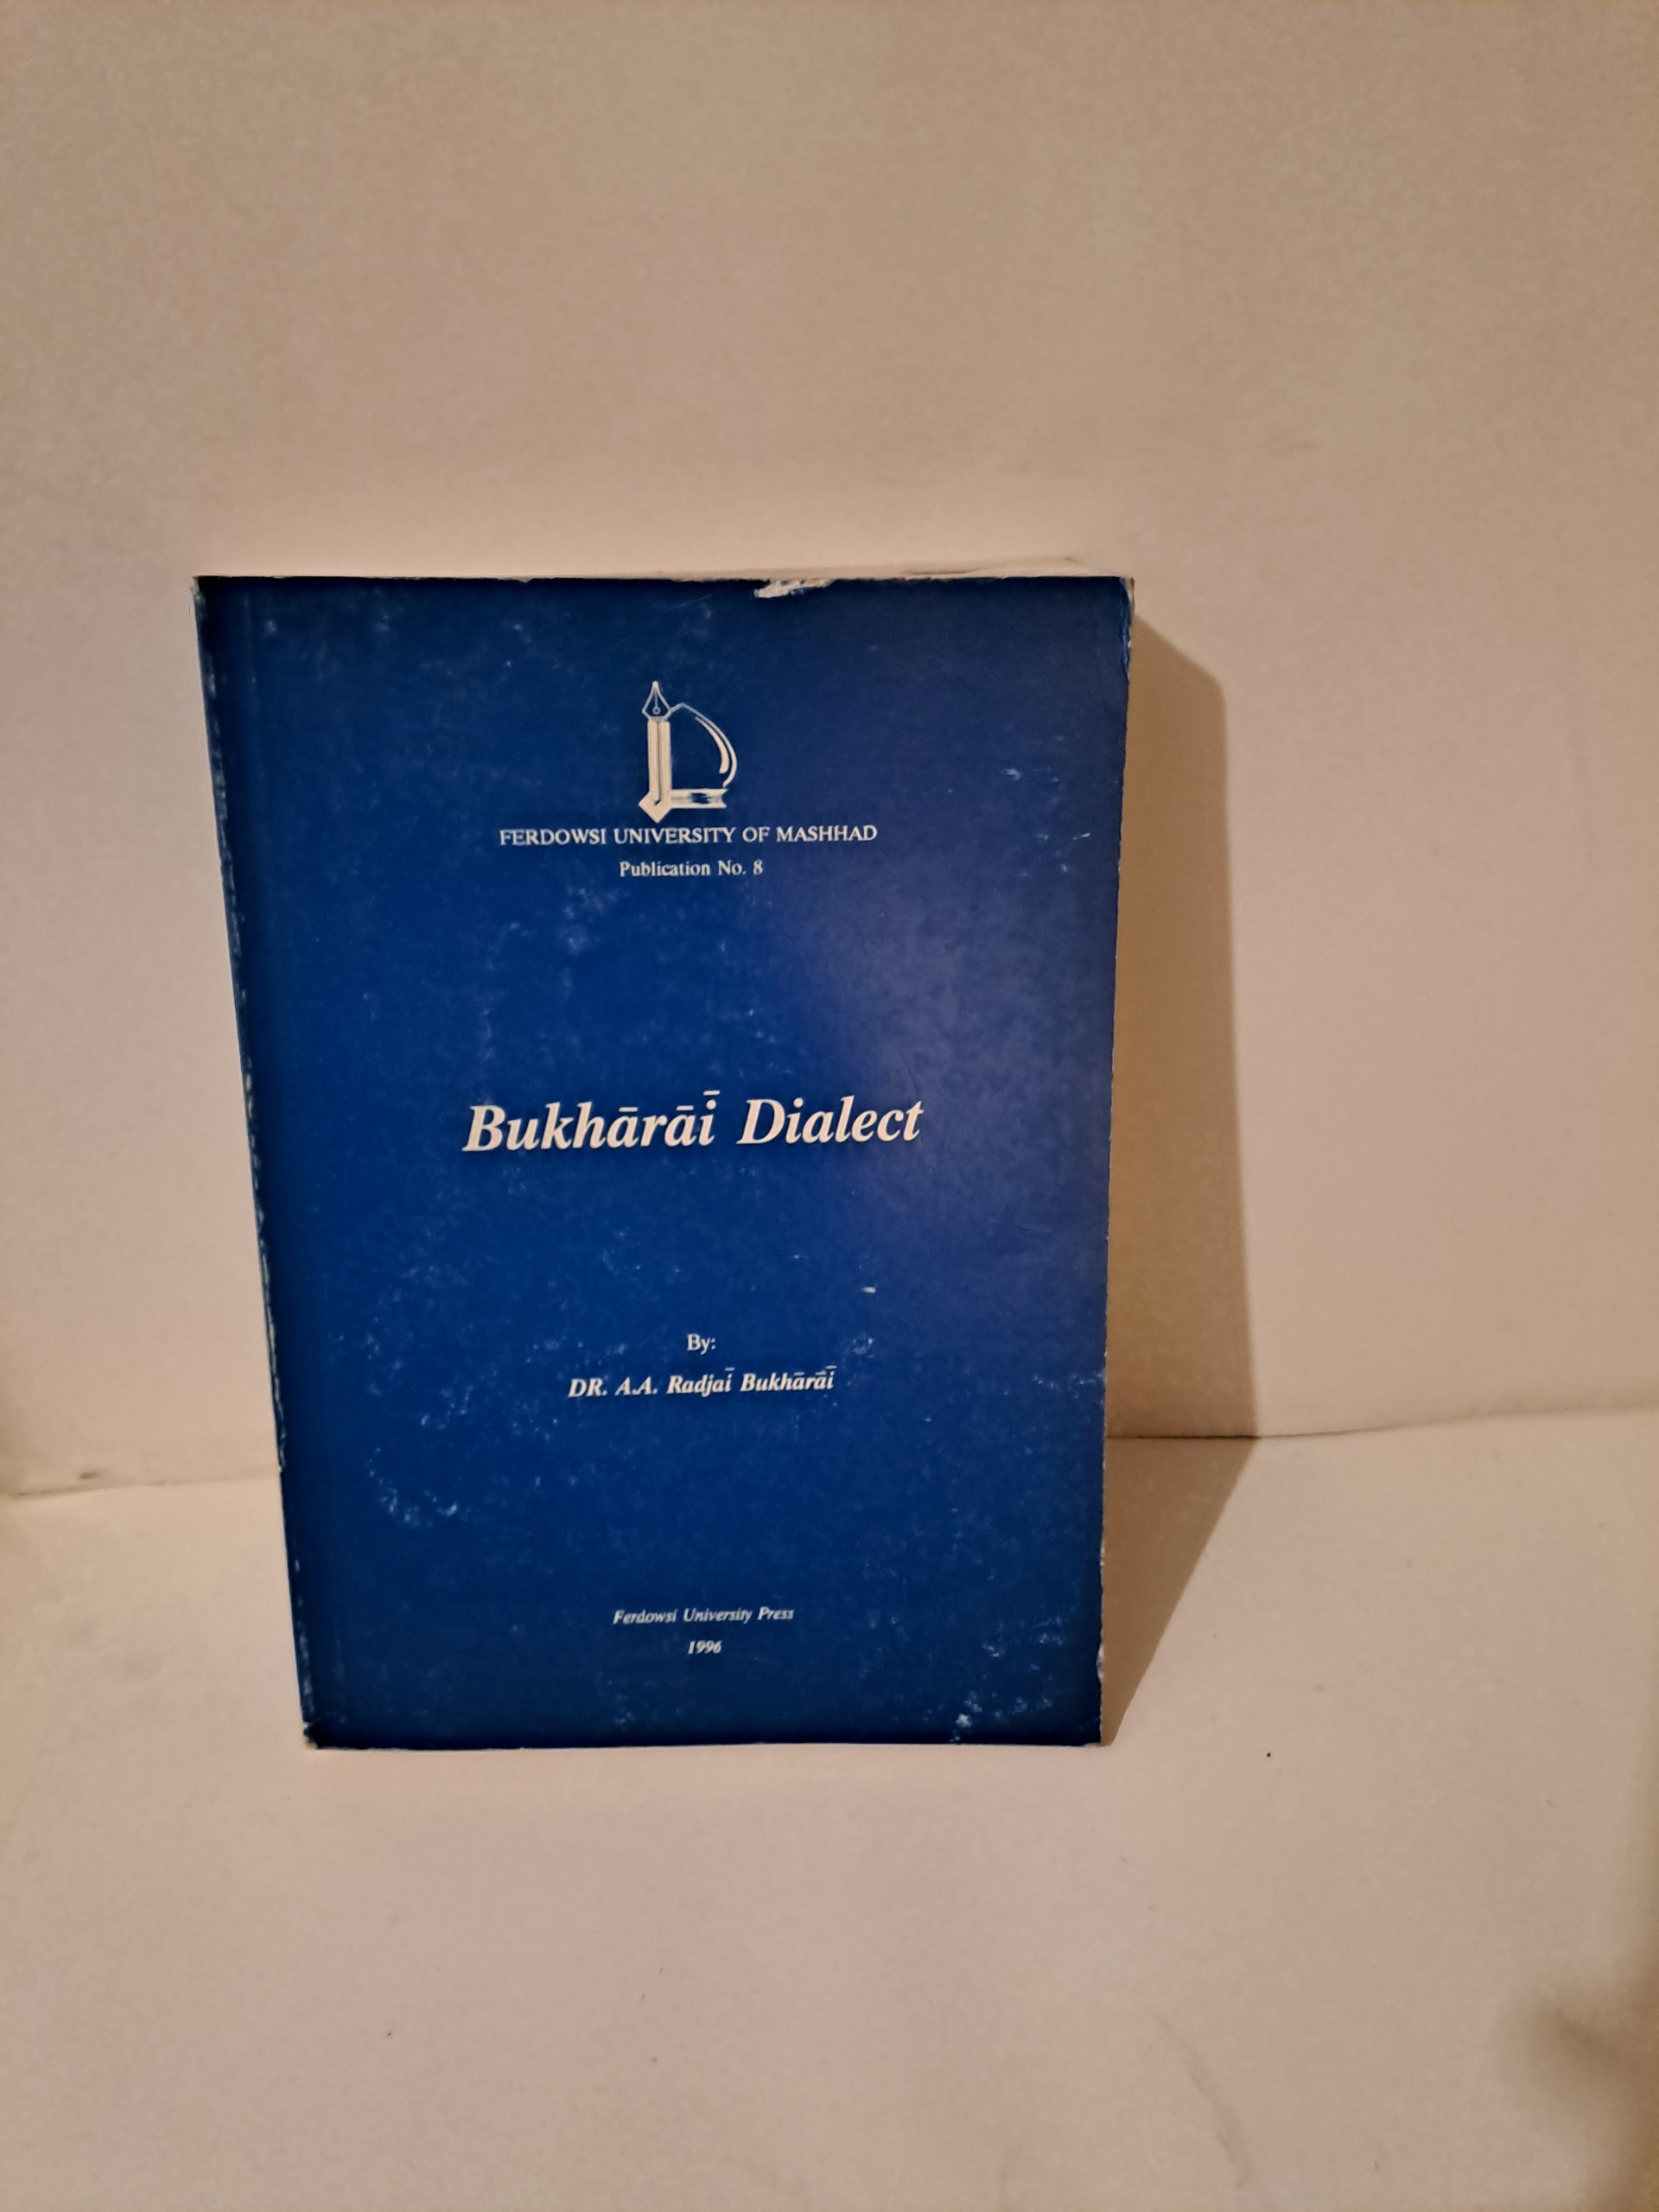 FERDOWSI UNIVERSITY OF MASHHAD
Publication No. 8
Bukhārāī Dialect
By:
DR. A.A. Radjaī Bukhārāī
Ferdowsi University Press
1996